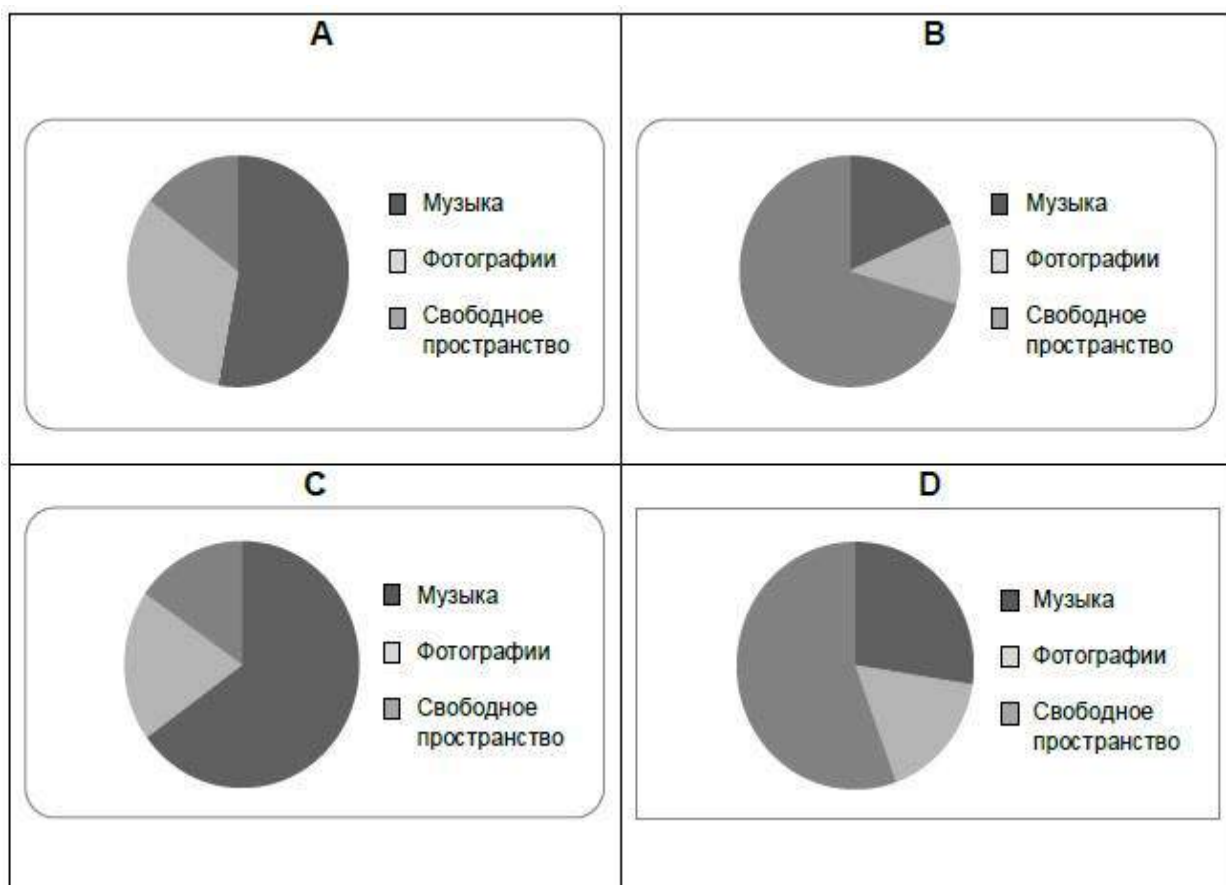 A
Музыка
Фотографии
Свободное
пространство
B
Музыка
Фотографии
Свободное
пространство
C
Музыка
Фотографии
Свободное
пространство
D
Музыка
Фотографии
Свободное
пространство